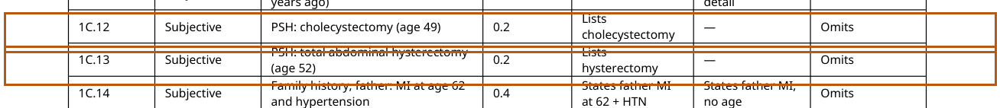 years ago)
detail
1C.12 Subjective PSH: cholecystectomy (age 49) 0.2 Lists cholecystectomy — Omits
1C.13 Subjective PSH: total abdominal hysterectomy (age 52) 0.2 Lists hysterectomy — Omits
1C.14 Subjective Family history, father: MI at age 62 and hypertension 0.4 States father MI at 62 + HTN States father MI, no age Omits